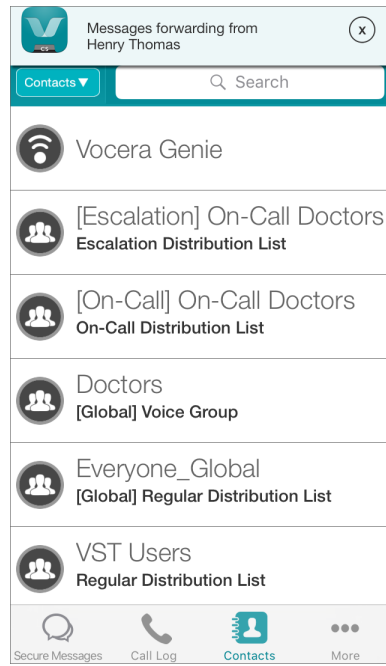 Messages forwarding from
Henry Thomas
x
CS
Contacts▼
Search
Vocera Genie
[Escalation] On-Call Doctors
Escalation Distribution List
[On-Call] On-Call Doctors
On-Call Distribution List
Doctors
[Global] Voice Group
Everyone_Global
[Global] Regular Distribution List
VST Users
Regular Distribution List
Secure Messages
Call Log
Contacts
More